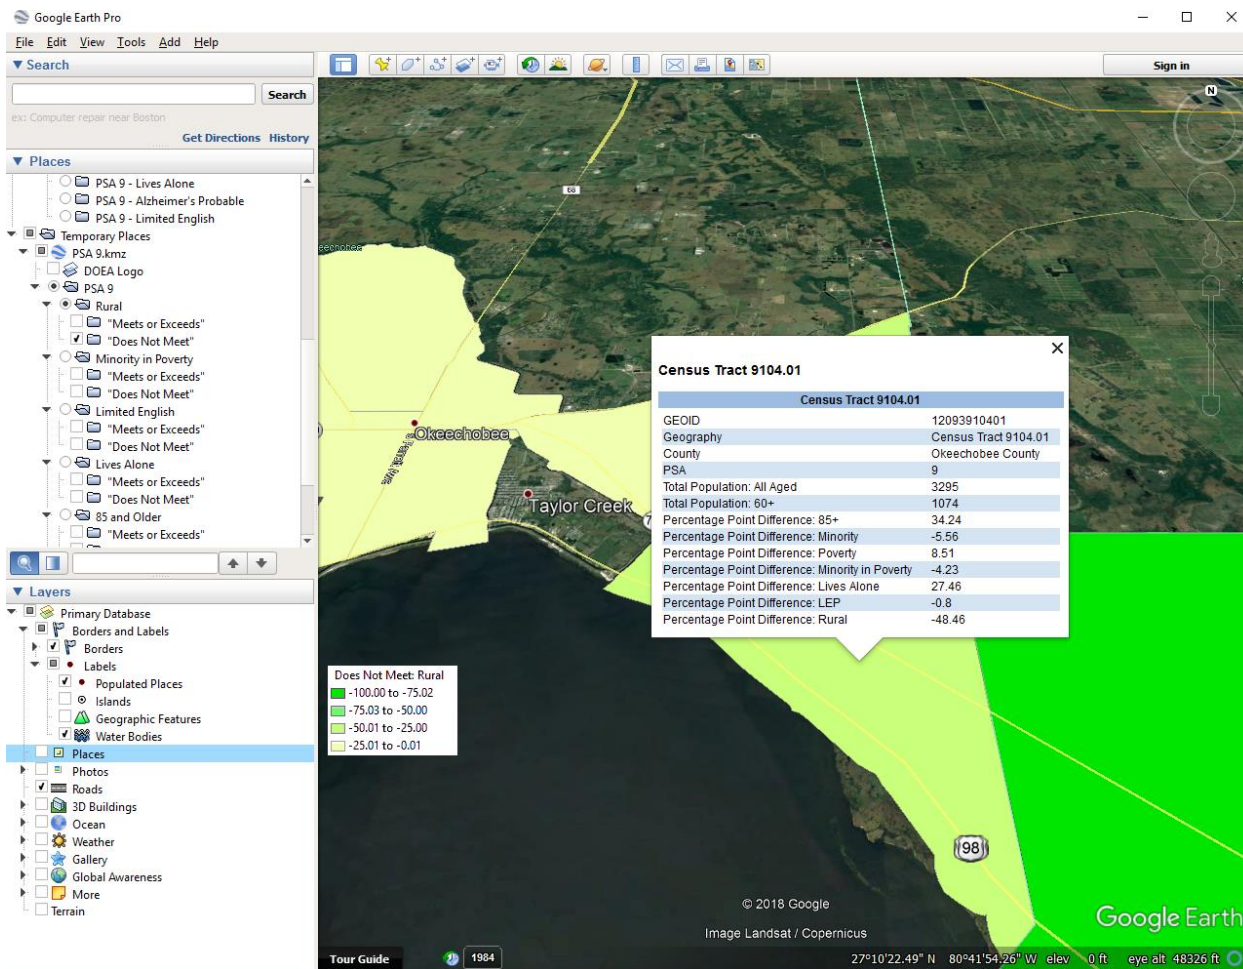 Google Earth Pro
File Edit View Tools Add Help
Search
Search
ex: Computer repair near Boston
Get Directions History
Places
PSA 9 - Lives Alone
PSA 9 - Alzheimer's Probable
PSA 9 - Limited English
Temporary Places
PSA 9.kmz
DOEA Logo
PSA 9
Rural
"Meets or Exceeds"
"Does Not Meet"
Minority in Poverty
"Meets or Exceeds"
"Does Not Meet"
Limited English
"Meets or Exceeds"
"Does Not Meet"
Lives Alone
"Meets or Exceeds"
"Does Not Meet"
85 and Older
"Meets or Exceeds"
Layers
Primary Database
Borders and Labels
Borders
Labels
Populated Places
Islands
Geographic Features
Water Bodies
Places
Photos
Roads
3D Buildings
Ocean
Weather
Gallery
Global Awareness
More
Terrain
Sign in
N
68
eechobee
Okeechobee
Taylor Creek
7
Census Tract 9104.01
Census Tract 9104.01
GEOID 12093910401
Geography Census Tract 9104.01
County Okeechobee County
PSA 9
Total Population: All Aged 3295
Total Population: 60+ 1074
Percentage Point Difference: 85+ 34.24
Percentage Point Difference: Minority -5.56
Percentage Point Difference: Poverty 8.51
Percentage Point Difference: Minority in Poverty -4.23
Percentage Point Difference: Lives Alone 27.46
Percentage Point Difference: LEP -0.8
Percentage Point Difference: Rural -48.46
Does Not Meet: Rural
-100.00 to -75.02
-75.03 to -50.00
-50.01 to -25.00
-25.01 to -0.01
98
© 2018 Google
Image Landsat / Copernicus
Google Earth
Tour Guide
1984
27°10'22.49" N 80°41'54.26" W elev 0 ft eye alt 48326 ft